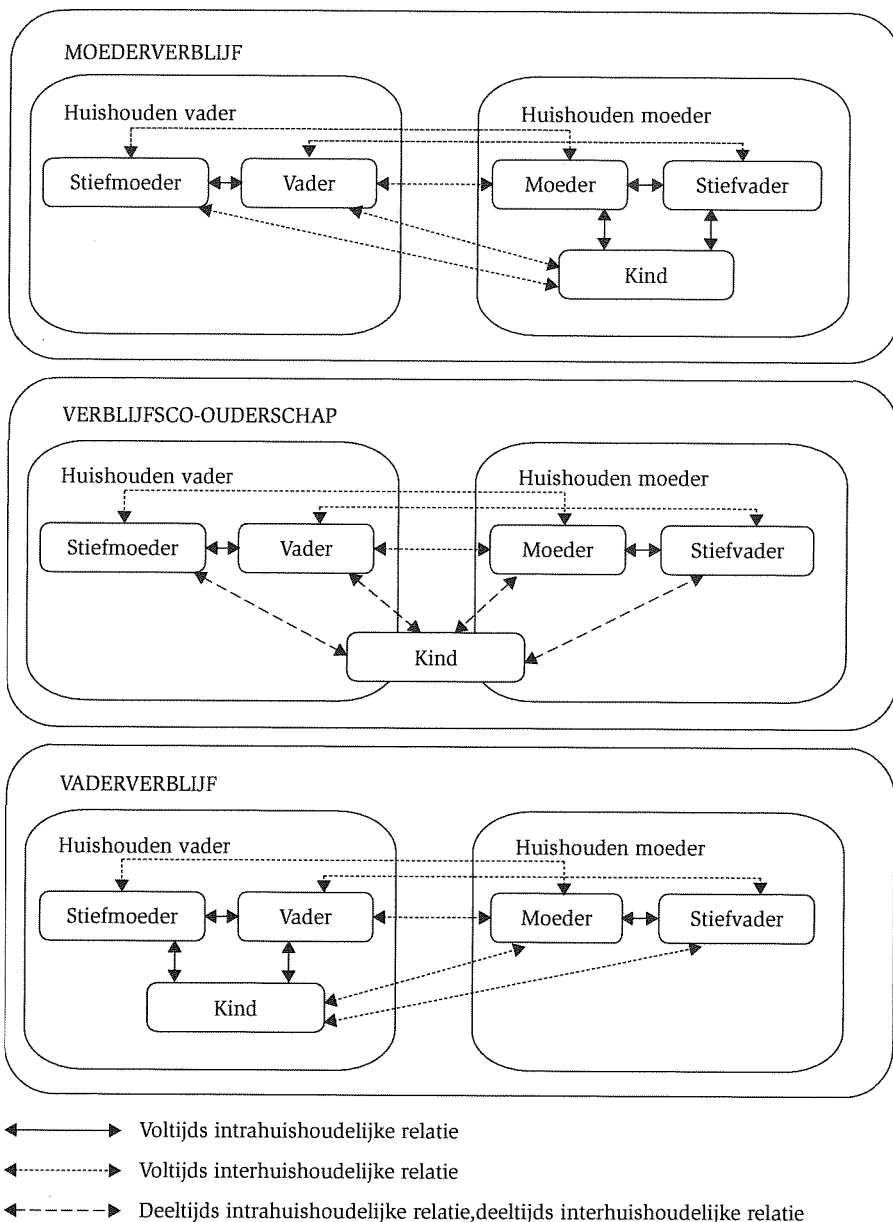 MOEDERVERBLIJF
Huishouden vader Huishouden moeder
Stiefmoeder Vader Moeder Stiefvader
Kind
VERBLIJFSCO-OUDERSCHAP
Huishouden vader Huishouden moeder
Stiefmoeder Vader Moeder Stiefvader
Kind
VADERVERBLIJF
Huishouden vader Huishouden moeder
Stiefmoeder Vader Moeder Stiefvader
Kind
Voltijds intrahuishoudelijke relatie
Voltijds interhuishoudelijke relatie
Deeltijds intrahuishoudelijke relatie,deeltijds interhuishoudelijke relatie